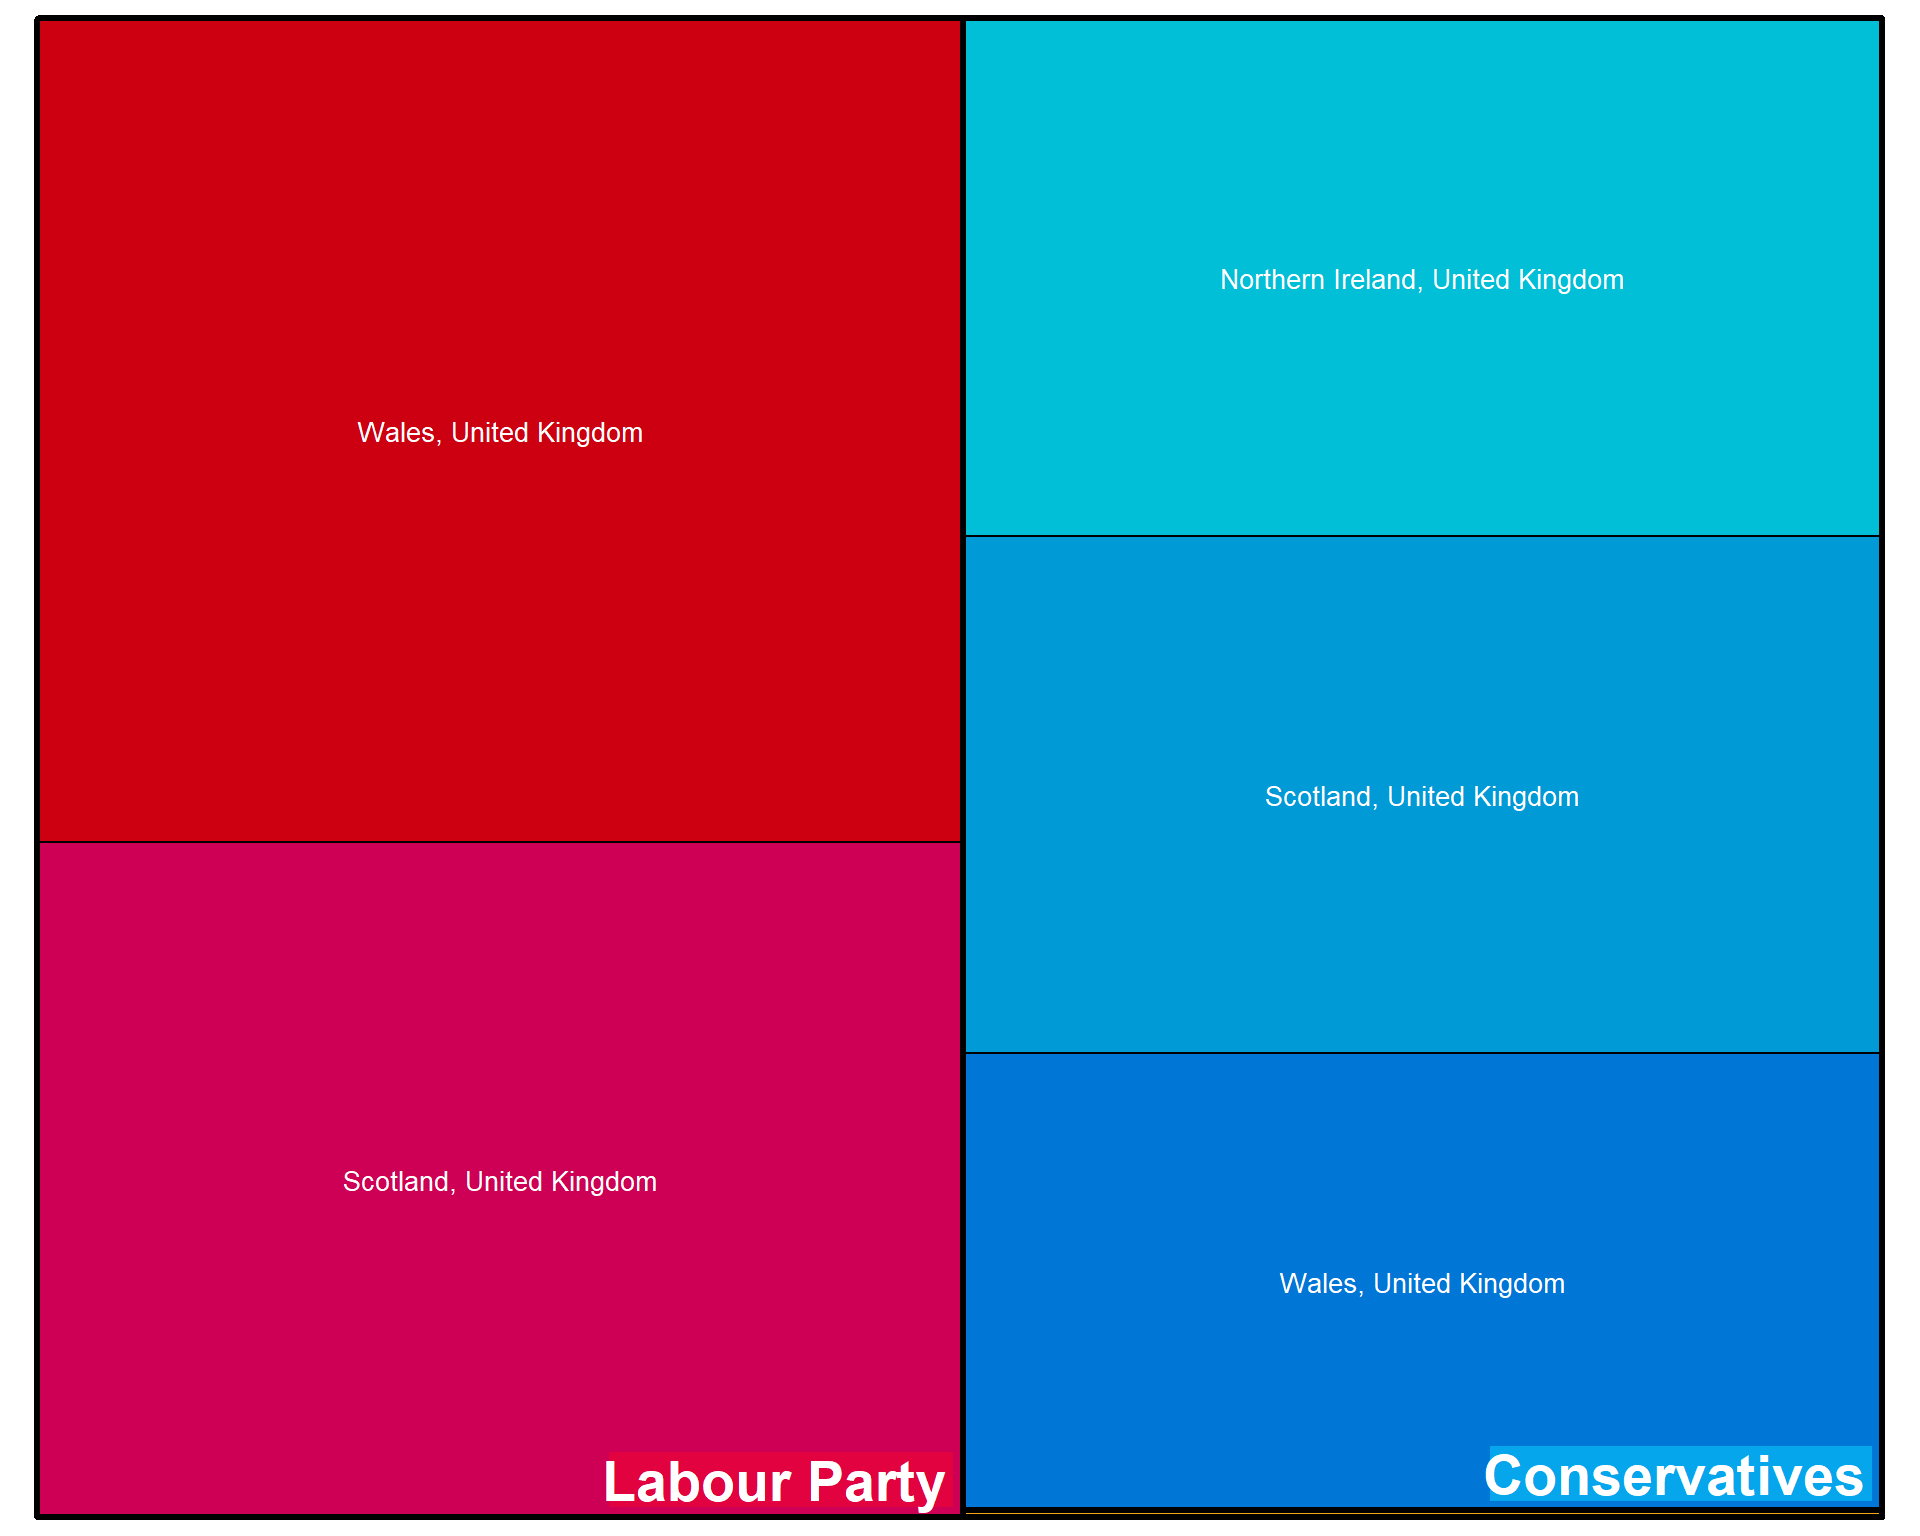 Wales, United Kingdom
Scotland, United Kingdom
Labour Party
Northern Ireland, United Kingdom
Scotland, United Kingdom
Wales, United Kingdom
Conservatives